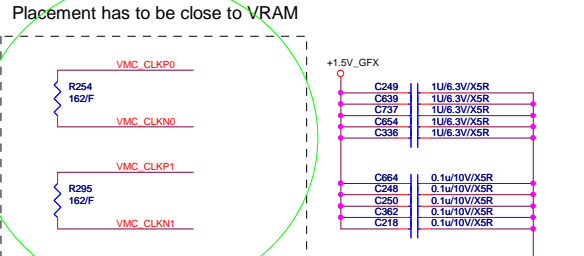 Placement has to be close to VRAM
VMC_CLKP0
R254
162/F
VMC_CLKN0
VMC_CLKP1
R295
162/F
VMC_CLKN1
+1.5V_GFX
C249 1U/6.3V/X5R
C639 1U/6.3V/X5R
C737 1U/6.3V/X5R
C654 1U/6.3V/X5R
C336 1U/6.3V/X5R
C664 0.1u/10V/X5R
C248 0.1u/10V/X5R
C250 0.1u/10V/X5R
C362 0.1u/10V/X5R
C218 0.1u/10V/X5R